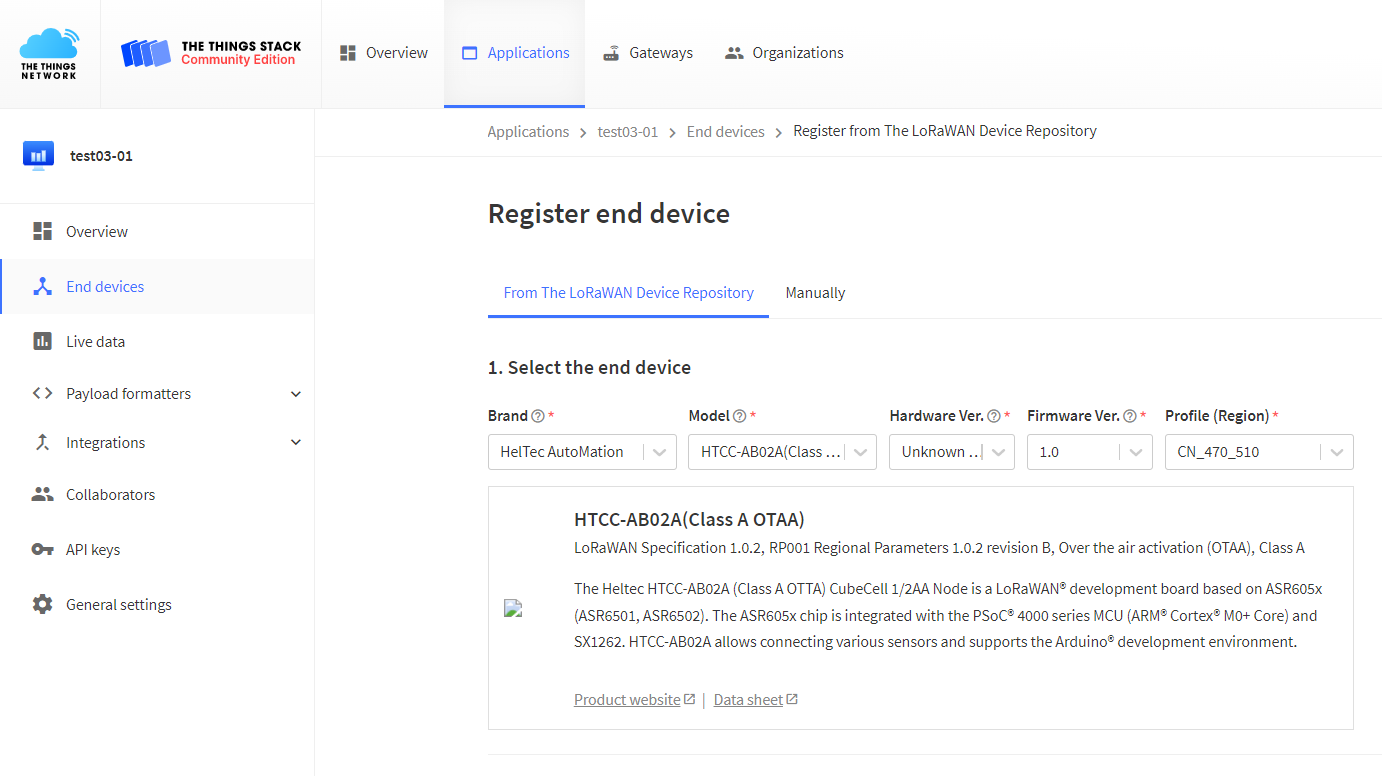 THE THINGS
NETWORK
THE THINGS STACK
Community Edition
Overview
Applications
Gateways
Organizations
test03-01
Overview
End devices
Live data
Payload formatters
Integrations
Collaborators
API keys
General settings
Applications > test03-01 > End devices > Register from The LoRaWAN Device Repository
Register end device
From The LoRaWAN Device Repository
Manually
1. Select the end device
Brand ? *
Model ? *
Hardware Ver. ? *
Firmware Ver. ? *
Profile (Region) *
HelTec AutoMation
HTCC-AB02A(Class ...
Unknown ...
1.0
CN_470_510
HTCC-AB02A(Class A OTAA)
LoRaWAN Specification 1.0.2, RP001 Regional Parameters 1.0.2 revision B, Over the air activation (OTAA), Class A
The Heltec HTCC-AB02A (Class A OTTA) CubeCell 1/2AA Node is a LoRaWAN® development board based on ASR605x
(ASR6501, ASR6502). The ASR605x chip is integrated with the PSoC® 4000 series MCU (ARM® Cortex® M0+ Core) and
SX1262. HTCC-AB02A allows connecting various sensors and supports the Arduino® development environment.
Product website | Data sheet